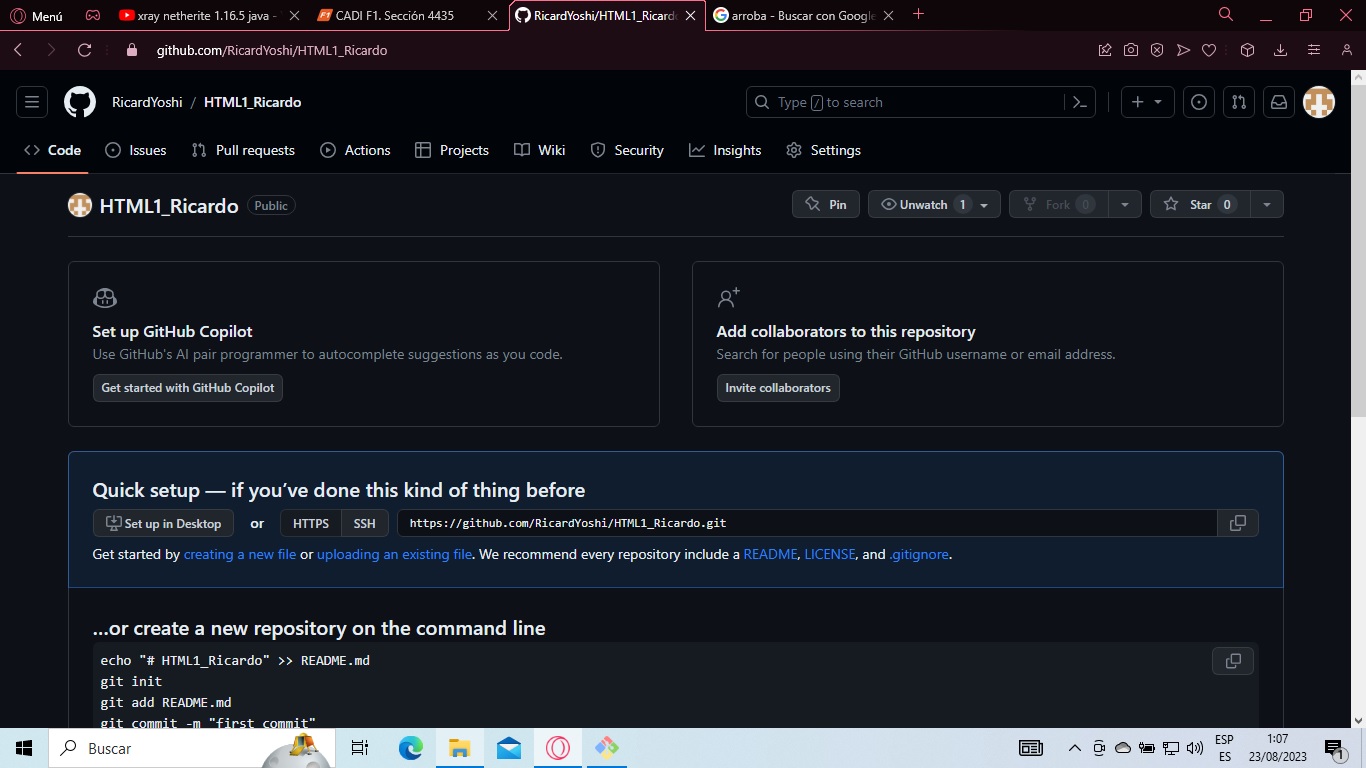 Menú
xray netherite 1.16.5 java -
CADI F1. Sección 4435
RicardYoshi/HTML1_Ricardo
arroba - Buscar con Google
github.com/RicardYoshi/HTML1_Ricardo
RicardYoshi / HTML1_Ricardo
Type / to search
Code
Issues
Pull requests
Actions
Projects
Wiki
Security
Insights
Settings
HTML1_Ricardo Public
Pin
Unwatch 1
Fork 0
Star 0
Set up GitHub Copilot
Use GitHub's AI pair programmer to autocomplete suggestions as you code.
Get started with GitHub Copilot
Add collaborators to this repository
Search for people using their GitHub username or email address.
Invite collaborators
Quick setup — if you’ve done this kind of thing before
Set up in Desktop or HTTPS SSH https://github.com/RicardYoshi/HTML1_Ricardo.git
Get started by creating a new file or uploading an existing file. We recommend every repository include a README, LICENSE, and .gitignore.
…or create a new repository on the command line
echo "# HTML1_Ricardo" >> README.md
git init
git add README.md
git commit -m "first commit"
Buscar
ESP
ES
1:07
23/08/2023
1